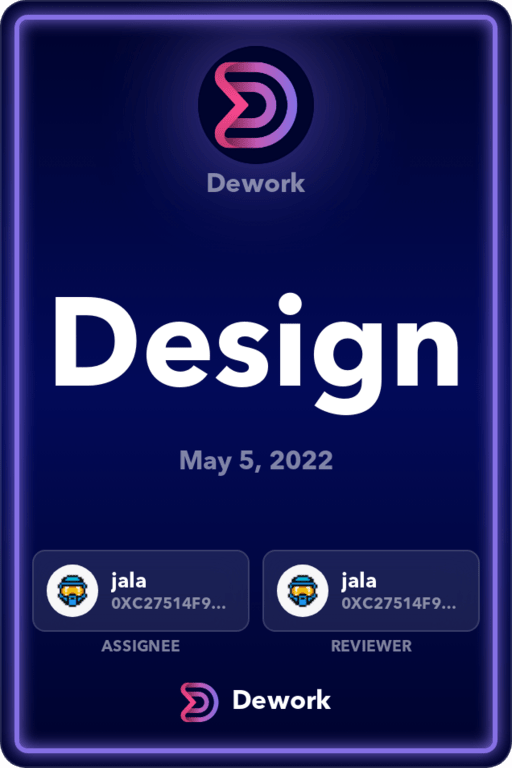 Dework
Design
May 5, 2022
jala
0XC27514F9...
ASSIGNEE
jala
0XC27514F9...
REVIEWER
Dework